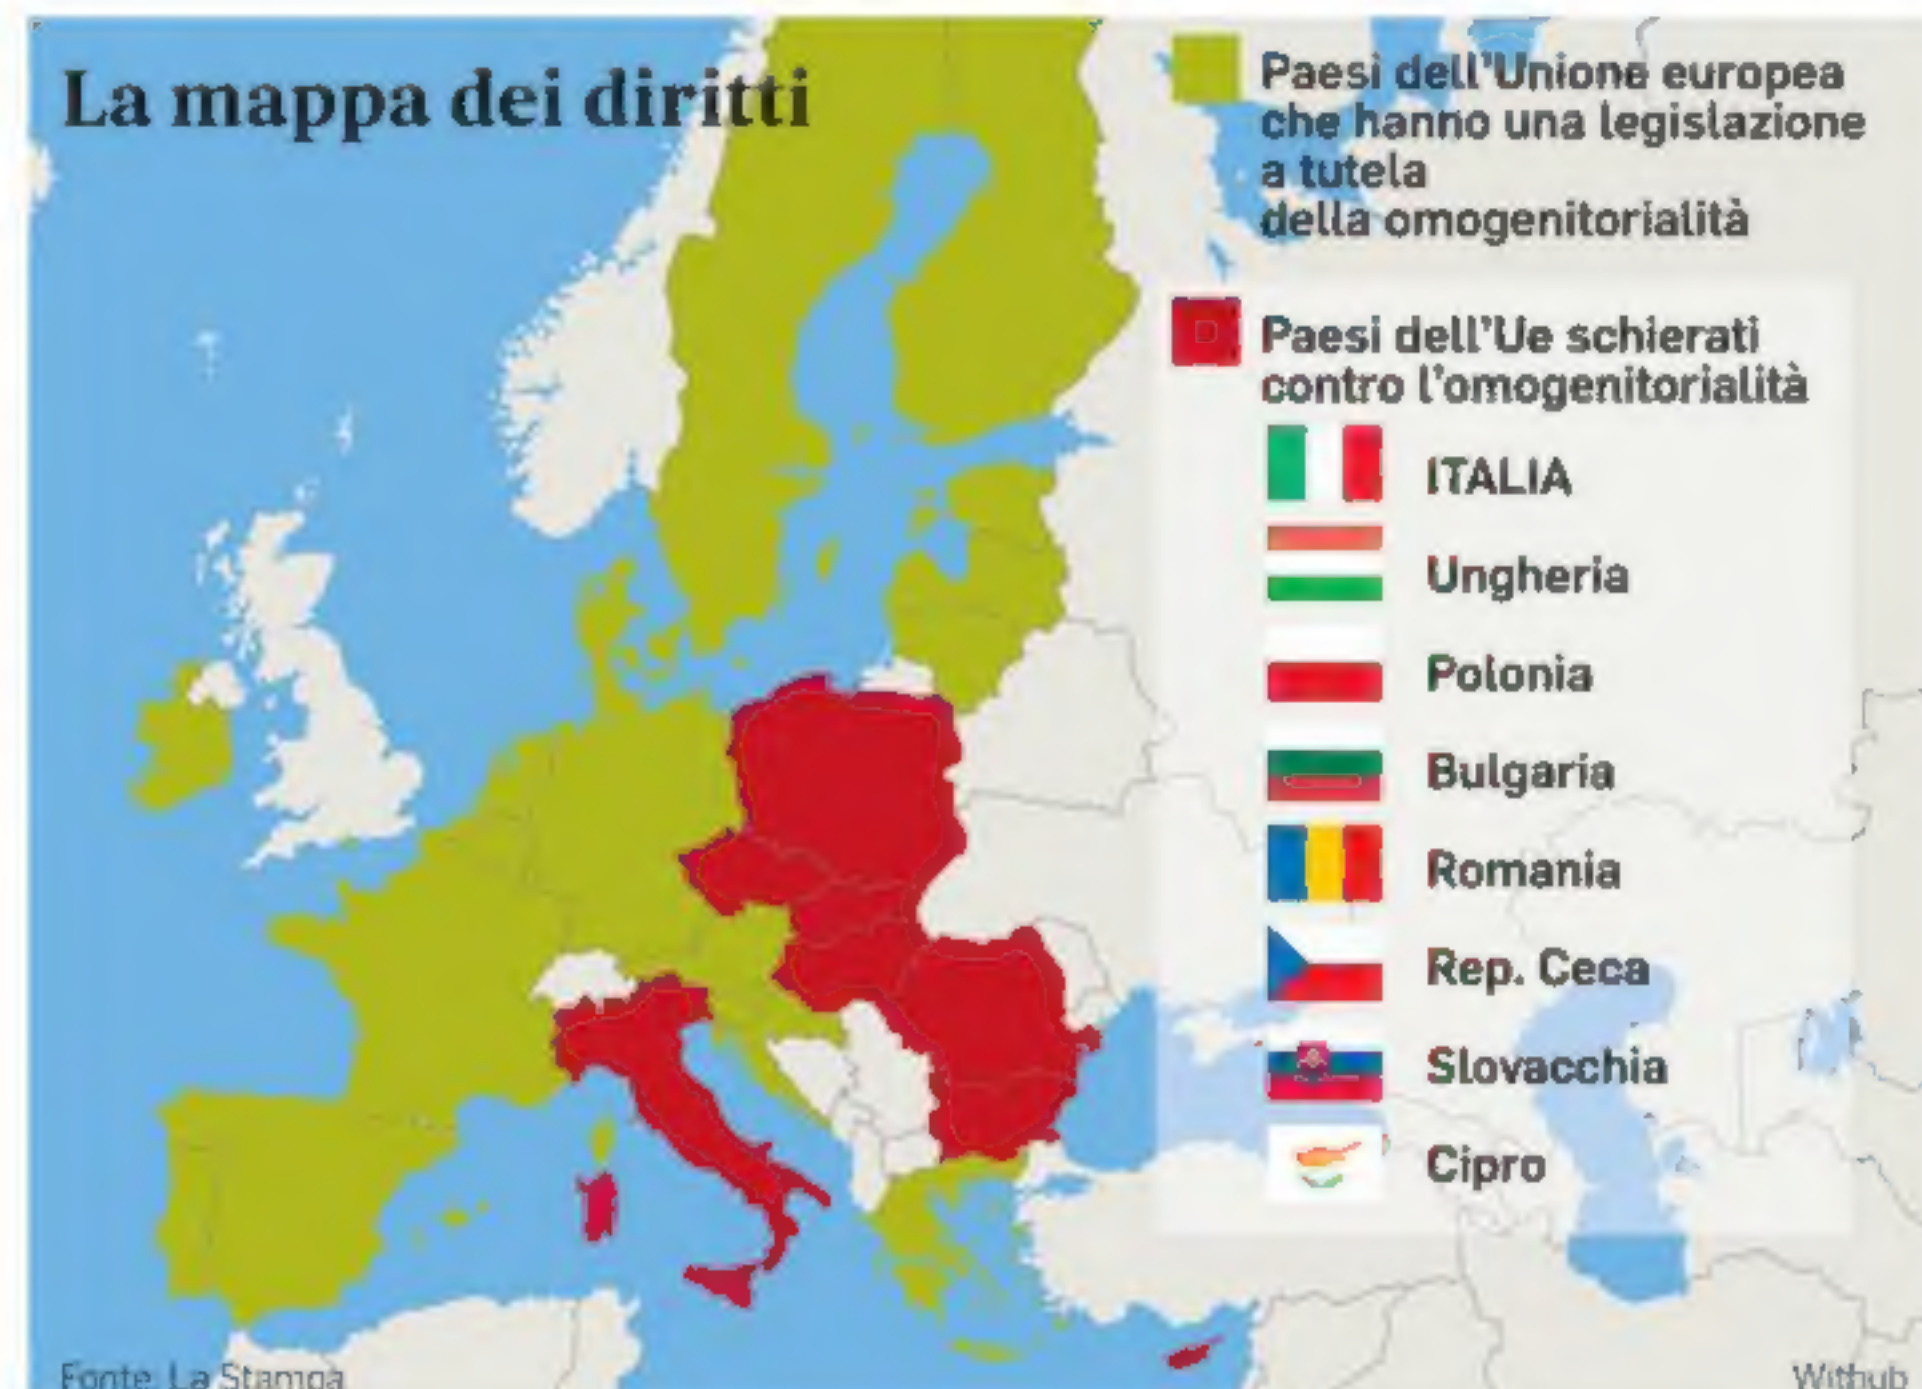 La mappa dei diritti
Paesi dell'Unione europea
che hanno una legislazione
a tutela
della omogenitorialità
Paesi dell'Ue schierati
contro l'omogenitorialità
ITALIA
Ungheria
Polonia
Bulgaria
Romania
Rep. Ceca
Slovacchia
Cipro
Fonte: La Stampa
Withub